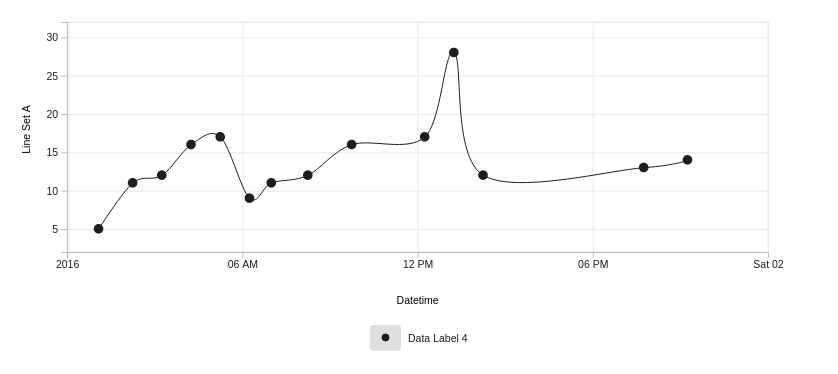 30
25
20
15
10
5
Line Set A
2016
06 AM
12 PM
06 PM
Sat 02
Datetime
Data Label 4